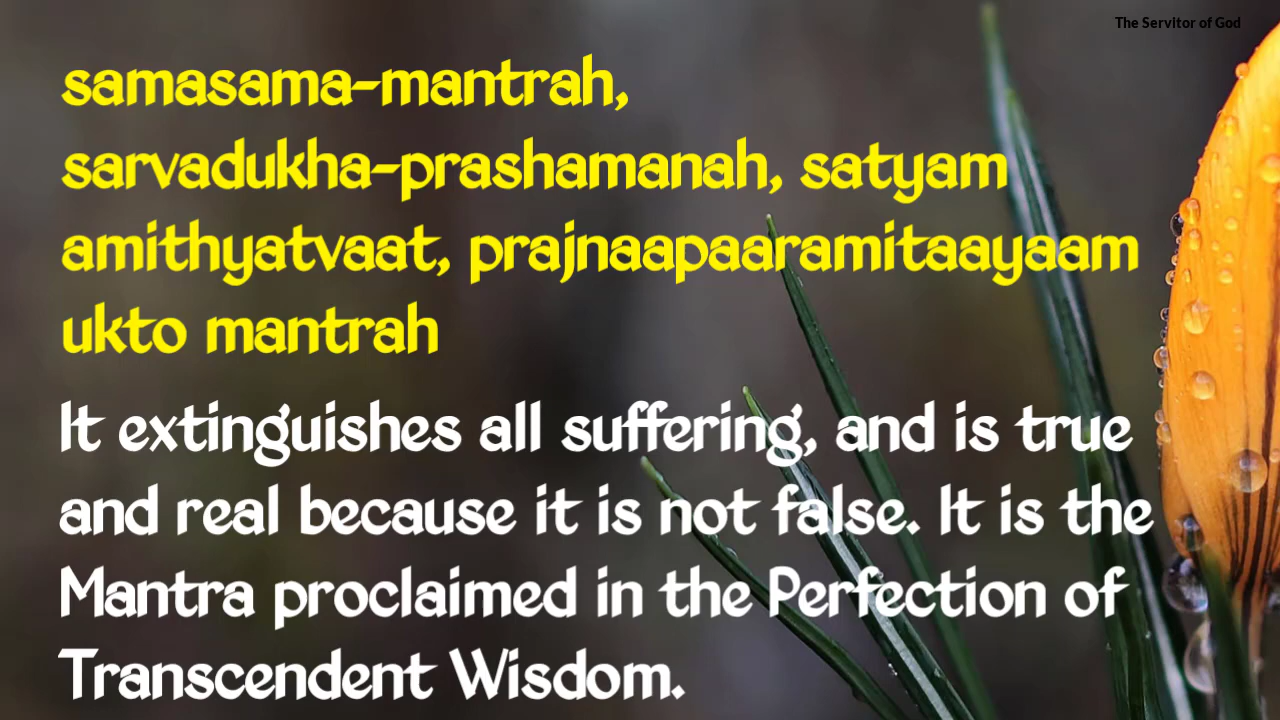 The Servitor of God
samasama-mantrah,
sarvadukha-prashamanah, satyam
amithyatvaat, prajnaapaaramitaayaam
ukto mantrah
It extinguishes all suffering, and is true
and real because it is not false. It is the
Mantra proclaimed in the Perfection of
Transcendent Wisdom.